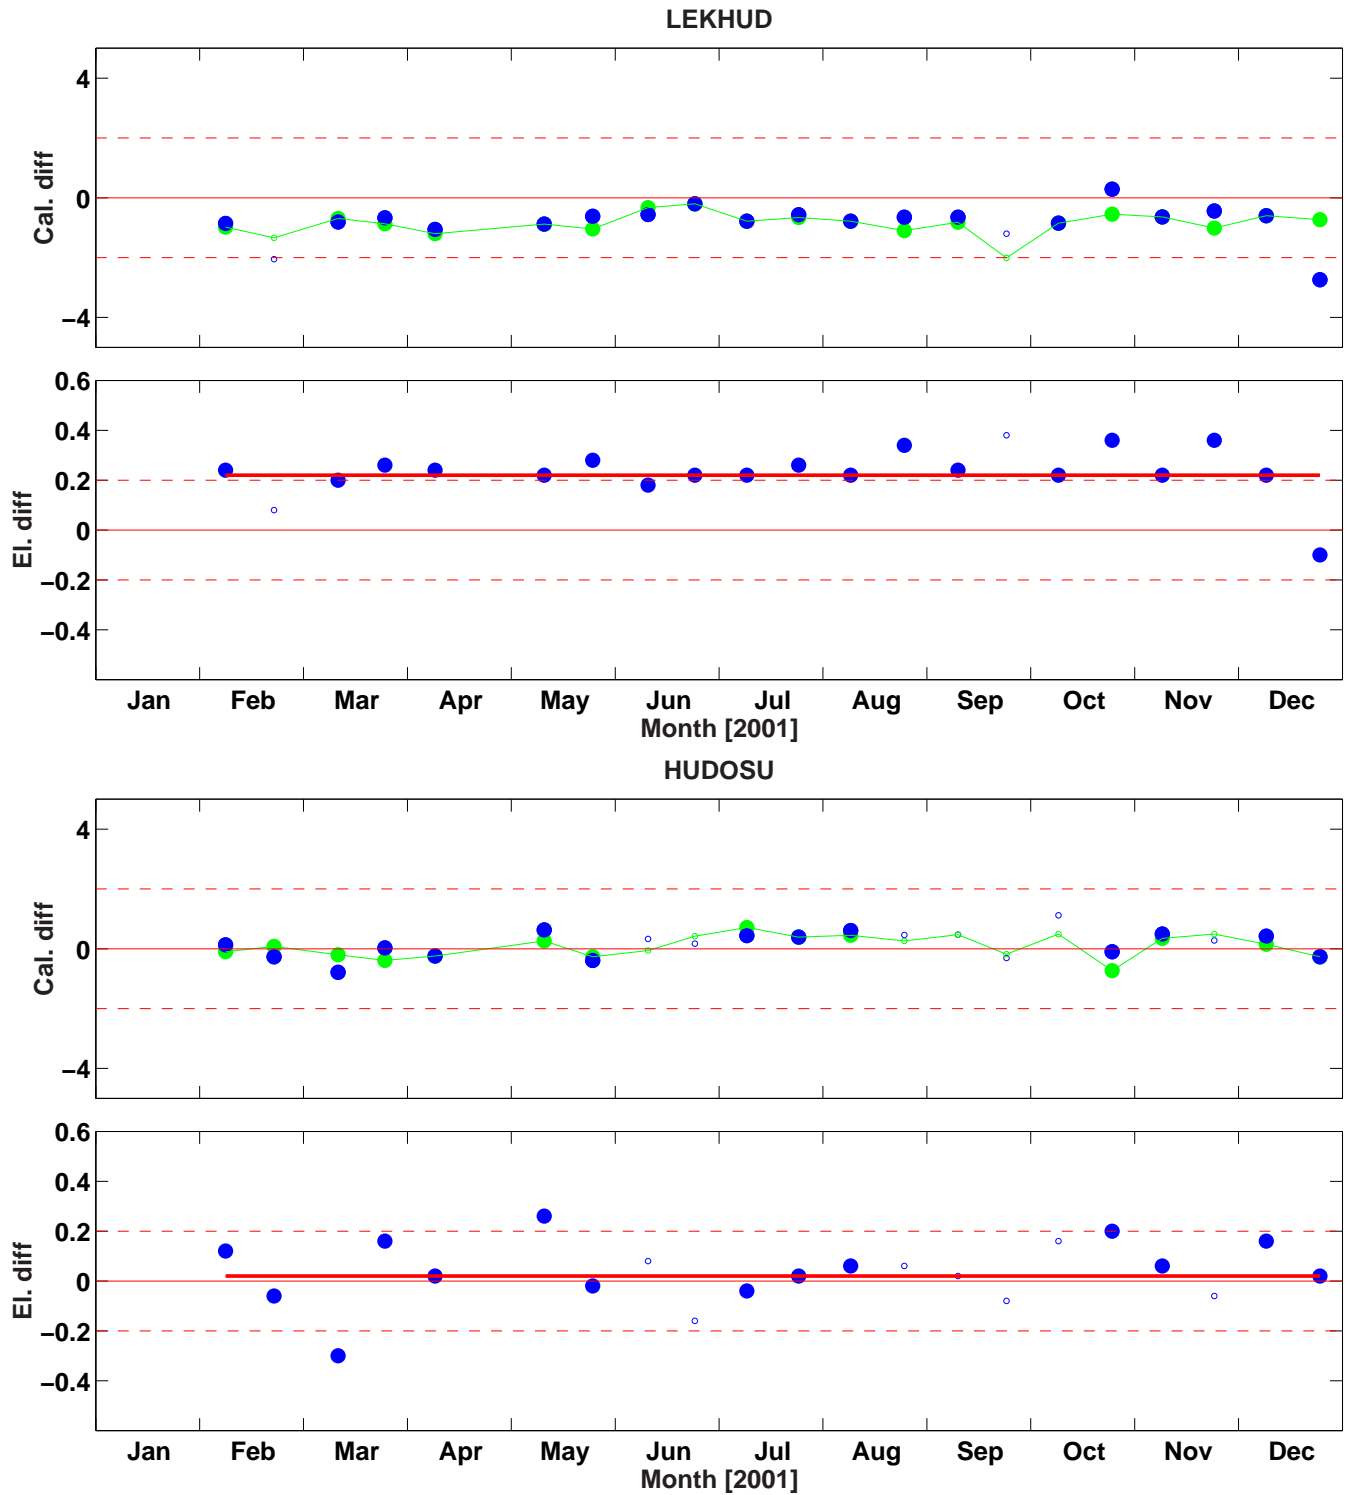 LEKHUD
4
0
−4
Cal. diff
0.6
0.4
0.2
0
−0.2
−0.4
El. diff
Jan Feb Mar Apr May Jun Jul Aug Sep Oct Nov Dec
Month [2001]
HUDOSU
4
0
−4
Cal. diff
0.6
0.4
0.2
0
−0.2
−0.4
El. diff
Jan Feb Mar Apr May Jun Jul Aug Sep Oct Nov Dec
Month [2001]